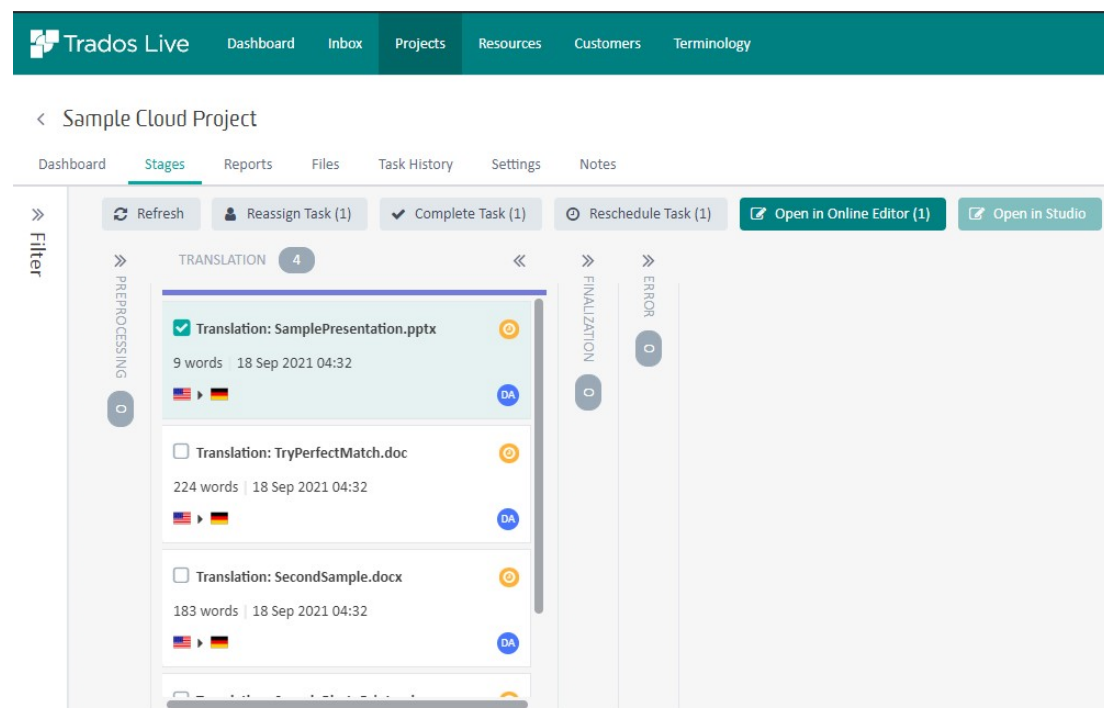 Trados Live Dashboard Inbox Projects Resources Customers Terminology
< Sample Cloud Project
Dashboard Stages Reports Files Task History Settings Notes
Filter
Refresh Reassign Task (1) Complete Task (1) Reschedule Task (1) Open in Online Editor (1) Open in Studio
PREPROCESSING 0
TRANSLATION 4
Translation: SamplePresentation.pptx
9 words | 18 Sep 2021 04:32
DA
Translation: TryPerfectMatch.doc
224 words | 18 Sep 2021 04:32
DA
Translation: SecondSample.docx
183 words | 18 Sep 2021 04:32
DA
FINALIZATION 0
ERROR 0